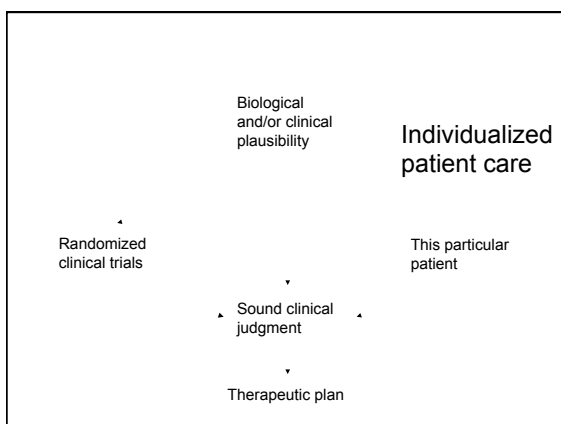 Biological
and/or clinical
plausibility
Individualized
patient care
Randomized
clinical trials
This particular
patient
Sound clinical
judgment
Therapeutic plan